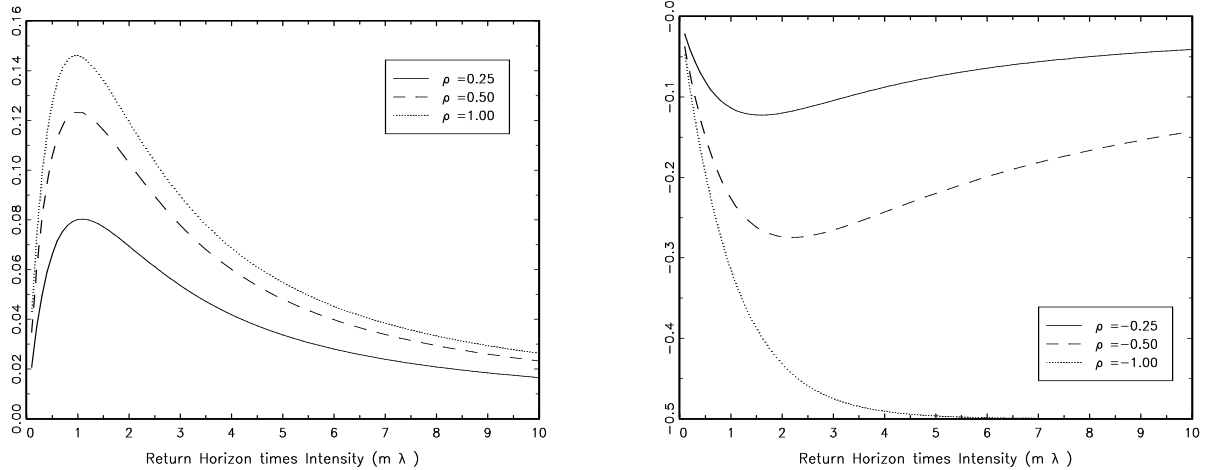 0.16
0.14
0.12
0.10
0.08
0.06
0.04
0.02
0.00
ρ =0.25
ρ =0.50
ρ =1.00
0 1 2 3 4 5 6 7 8 9 10
Return Horizon times Intensity (m λ )
-0.0
-0.1
-0.2
-0.3
-0.4
-0.5
ρ =-0.25
ρ =-0.50
ρ =-1.00
0 1 2 3 4 5 6 7 8 9 10
Return Horizon times Intensity (m λ )